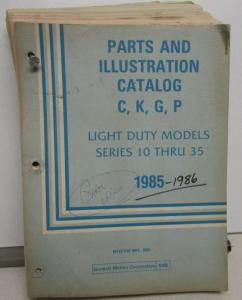 PARTS AND
ILLUSTRATION
CATALOG
C, K, G, P
LIGHT DUTY MODELS
SERIES 10 THRU 35
1985-1986
General Motors Corporation